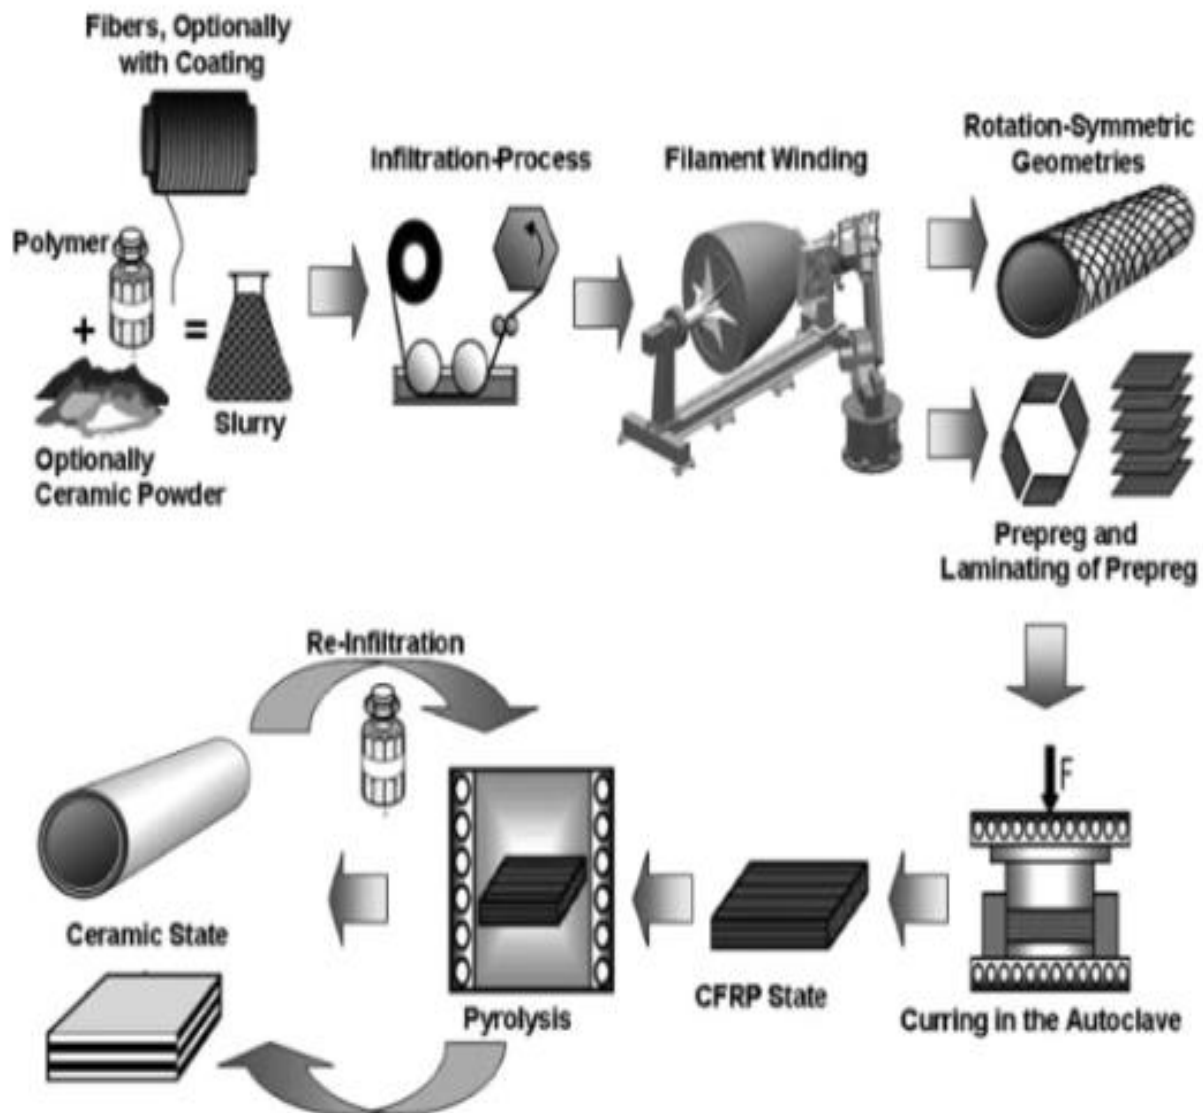 Fibers, Optionally
with Coating
Infiltration-Process
Filament Winding
Rotation-Symmetric
Geometries
Polymer
+
=
Slurry
Optionally
Ceramic Powder
Prepreg and
Laminating of Prepreg
Re-Infiltration
F
Ceramic State
Pyrolysis
CFRP State
Curring in the Autoclave